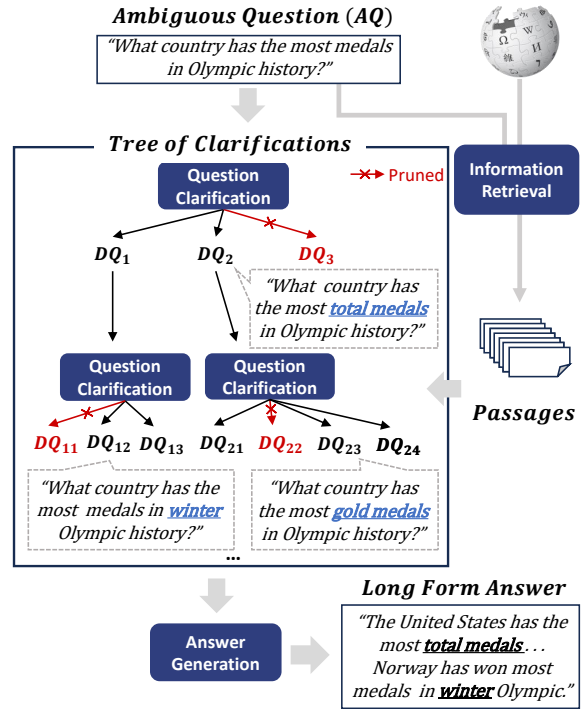 Ambiguous Question (AQ)
"What country has the most medals
in Olympic history?"
Tree of Clarifications
Question
Clarification
Pruned
Information
Retrieval
DQ1
DQ2
DQ3
"What country has
the most total medals
in Olympic history?"
Question
Clarification
Question
Clarification
Passages
DQ11
DQ12
DQ13
DQ21
DQ22
DQ23
DQ24
"What country has the
most medals in winter
Olympic history?"
"What country has
the most gold medals
in Olympic history?"
...
Long Form Answer
Answer
Generation
"The United States has the
most total medals...
Norway has won most
medals in winter Olympic."